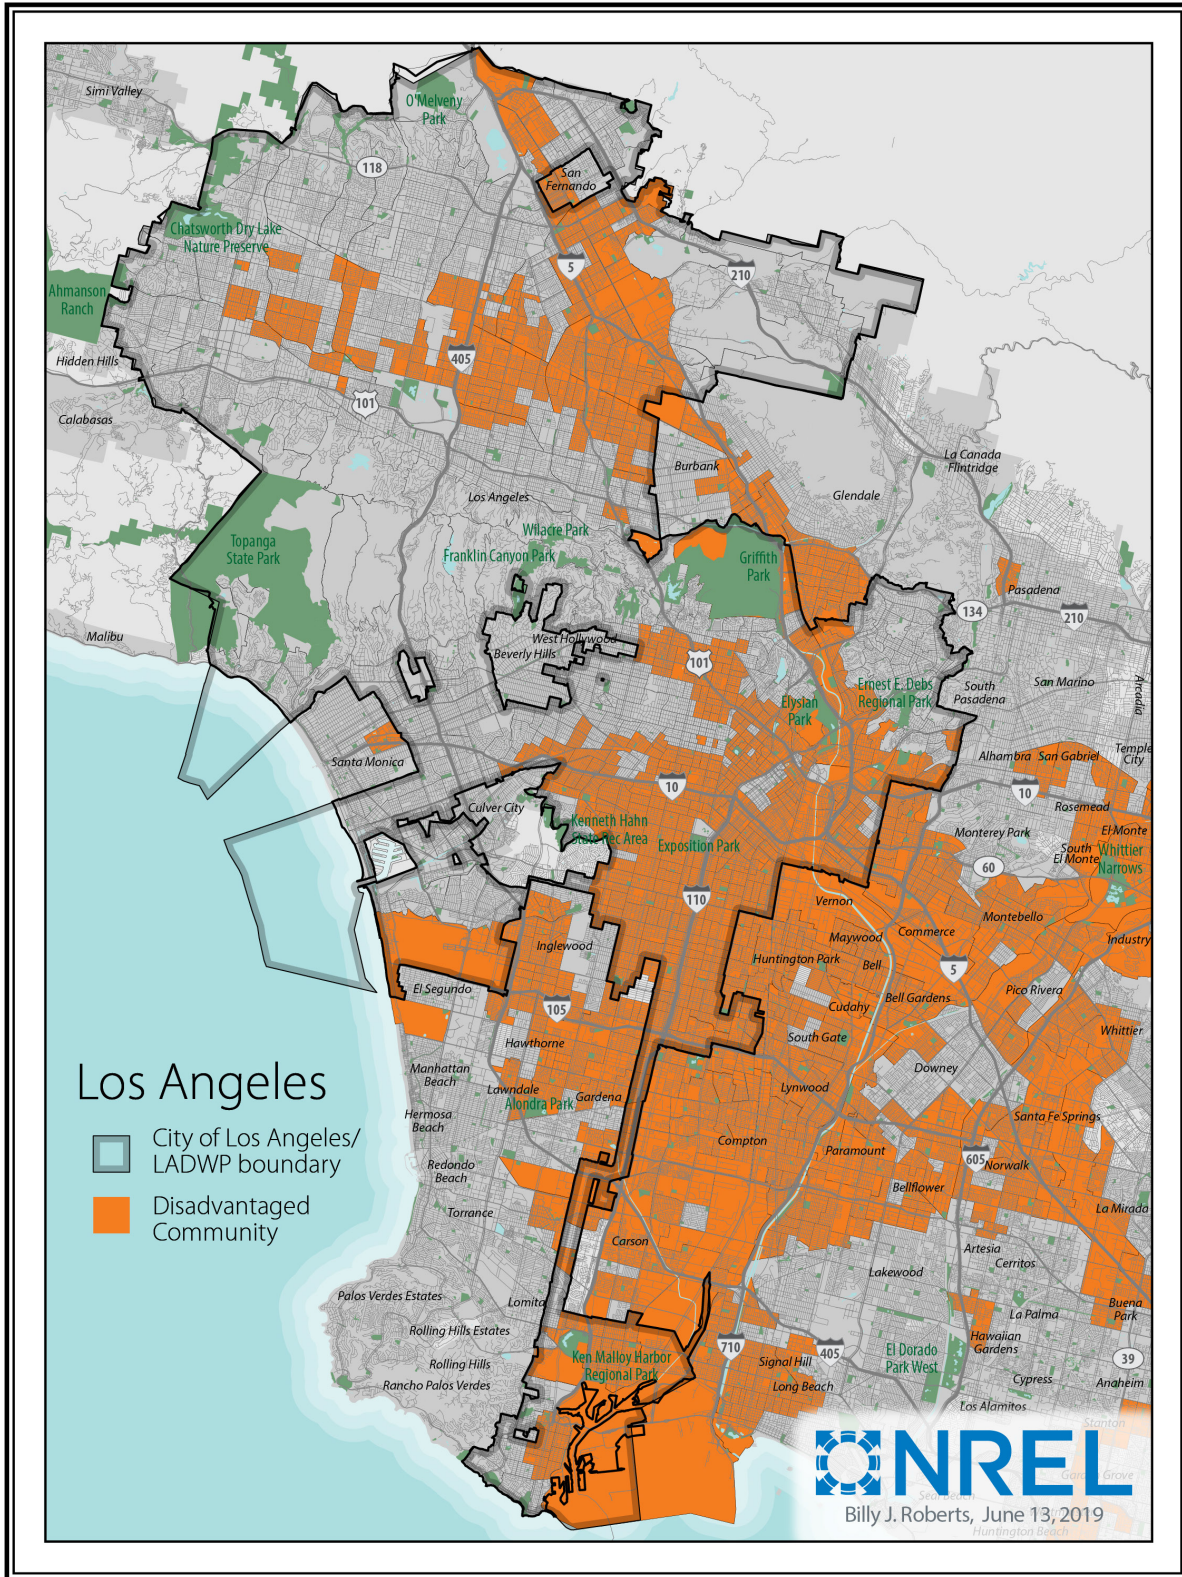 Simi Valley
O'Melveny
Park
118
San
Fernando
Chatsworth Dry Lake
Nature Preserve
5
210
Ahmanson
Ranch
Hidden Hills
405
101
Calabasas
Burbank
La Canada
Flintridge
Los Angeles
Glendale
Wilacre Park
Topanga
State Park
Franklin Canyon Park
Griffith
Park
Pasadena
134
210
Malibu
West Hollywood
Beverly Hills
101
Ernest E. Debs
Regional Park
South
Pasadena
San Marino
Arcadia
Elysian
Park
Santa Monica
Alhambra
San Gabriel
Temple
City
10
10
Rosemead
Culver City
Kenneth Hahn
State Rec Area
Exposition Park
Monterey Park
El Monte
South
El Monte
Whittier
Narrows
60
110
Vernon
Montebello
Maywood
Commerce
Industry
Inglewood
Huntington Park
Bell
5
El Segundo
Bell Gardens
Pico Rivera
Cudahy
105
Whittier
South Gate
Hawthorne
Downey
Manhattan
Beach
Lynwood
Lawndale
Alondra Park
Gardena
Hermosa
Beach
Santa Fe Springs
Compton
Paramount
605
Norwalk
Redondo
Beach
Bellflower
Torrance
La Mirada
Carson
Artesia
Cerritos
Lakewood
Palos Verdes Estates
Lomita
La Palma
Buena
Park
Rolling Hills Estates
Hawaiian
Gardens
710
405
Signal Hill
El Dorado
Park West
39
Ken Malloy Harbor
Regional Park
Rolling Hills
Rancho Palos Verdes
Long Beach
Cypress
Anaheim
Los Alamitos
Stanton
Garden Grove
Seal Beach
Huntington Beach
Los Angeles
City of Los Angeles/
LADWP boundary
Disadvantaged
Community
NREL
Billy J. Roberts, June 13, 2019